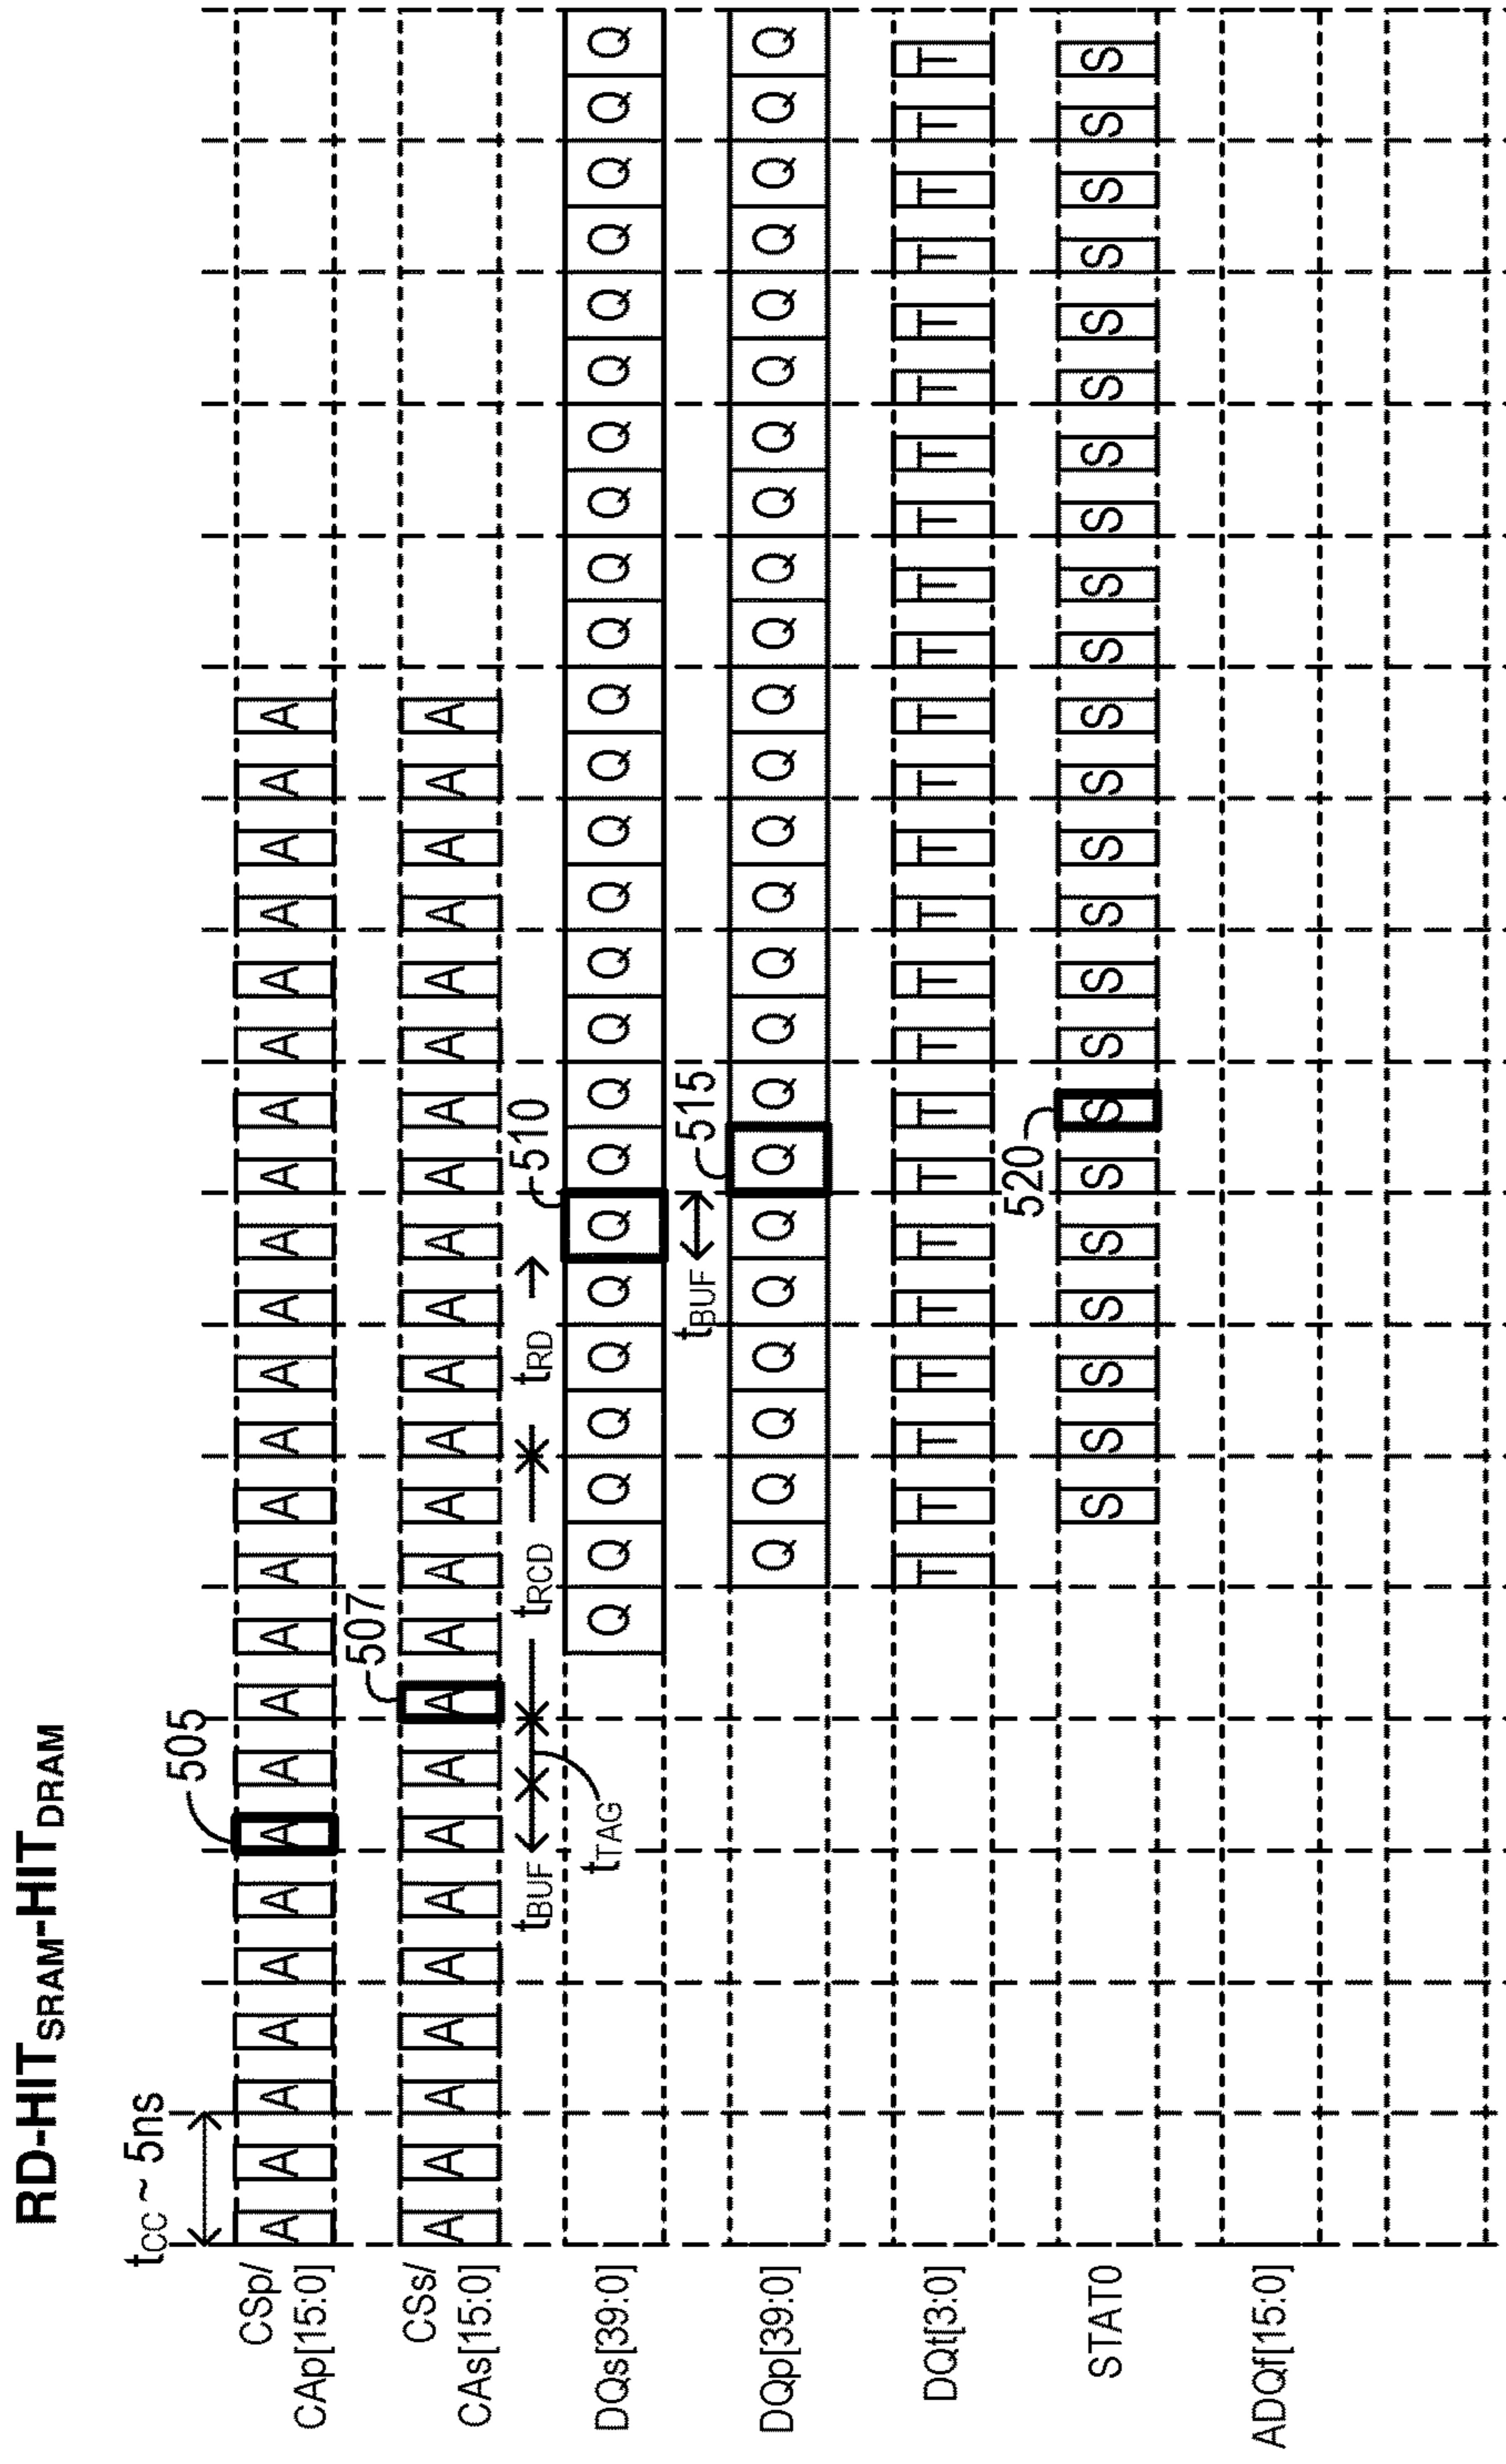 RD-HIT_SRAM-HIT_DRAM
t_CC ~ 5ns
505
CSp/
CAp[15:0]
A A A A A A A A A A A A A A A A A A A A A A A A
507
CSs/
CAs[15:0]
A A A A A A A A A A A A A A A A A A A A A A A A
t_BUF t_TAG t_RCD t_RD 510
DQs[39:0]
Q Q Q Q Q Q Q Q Q Q Q Q Q Q Q Q Q Q Q Q Q Q Q Q Q
t_BUF 515
DQp[39:0]
Q Q Q Q Q Q Q Q Q Q Q Q Q Q Q Q Q Q Q Q Q Q Q Q
DQt[3:0]
T T T T T T T T T T T T T T T T T T T T T T T T
520
STAT0
S S S S S S S S S S S S S S S S S S S S S S S
ADQf[15:0]